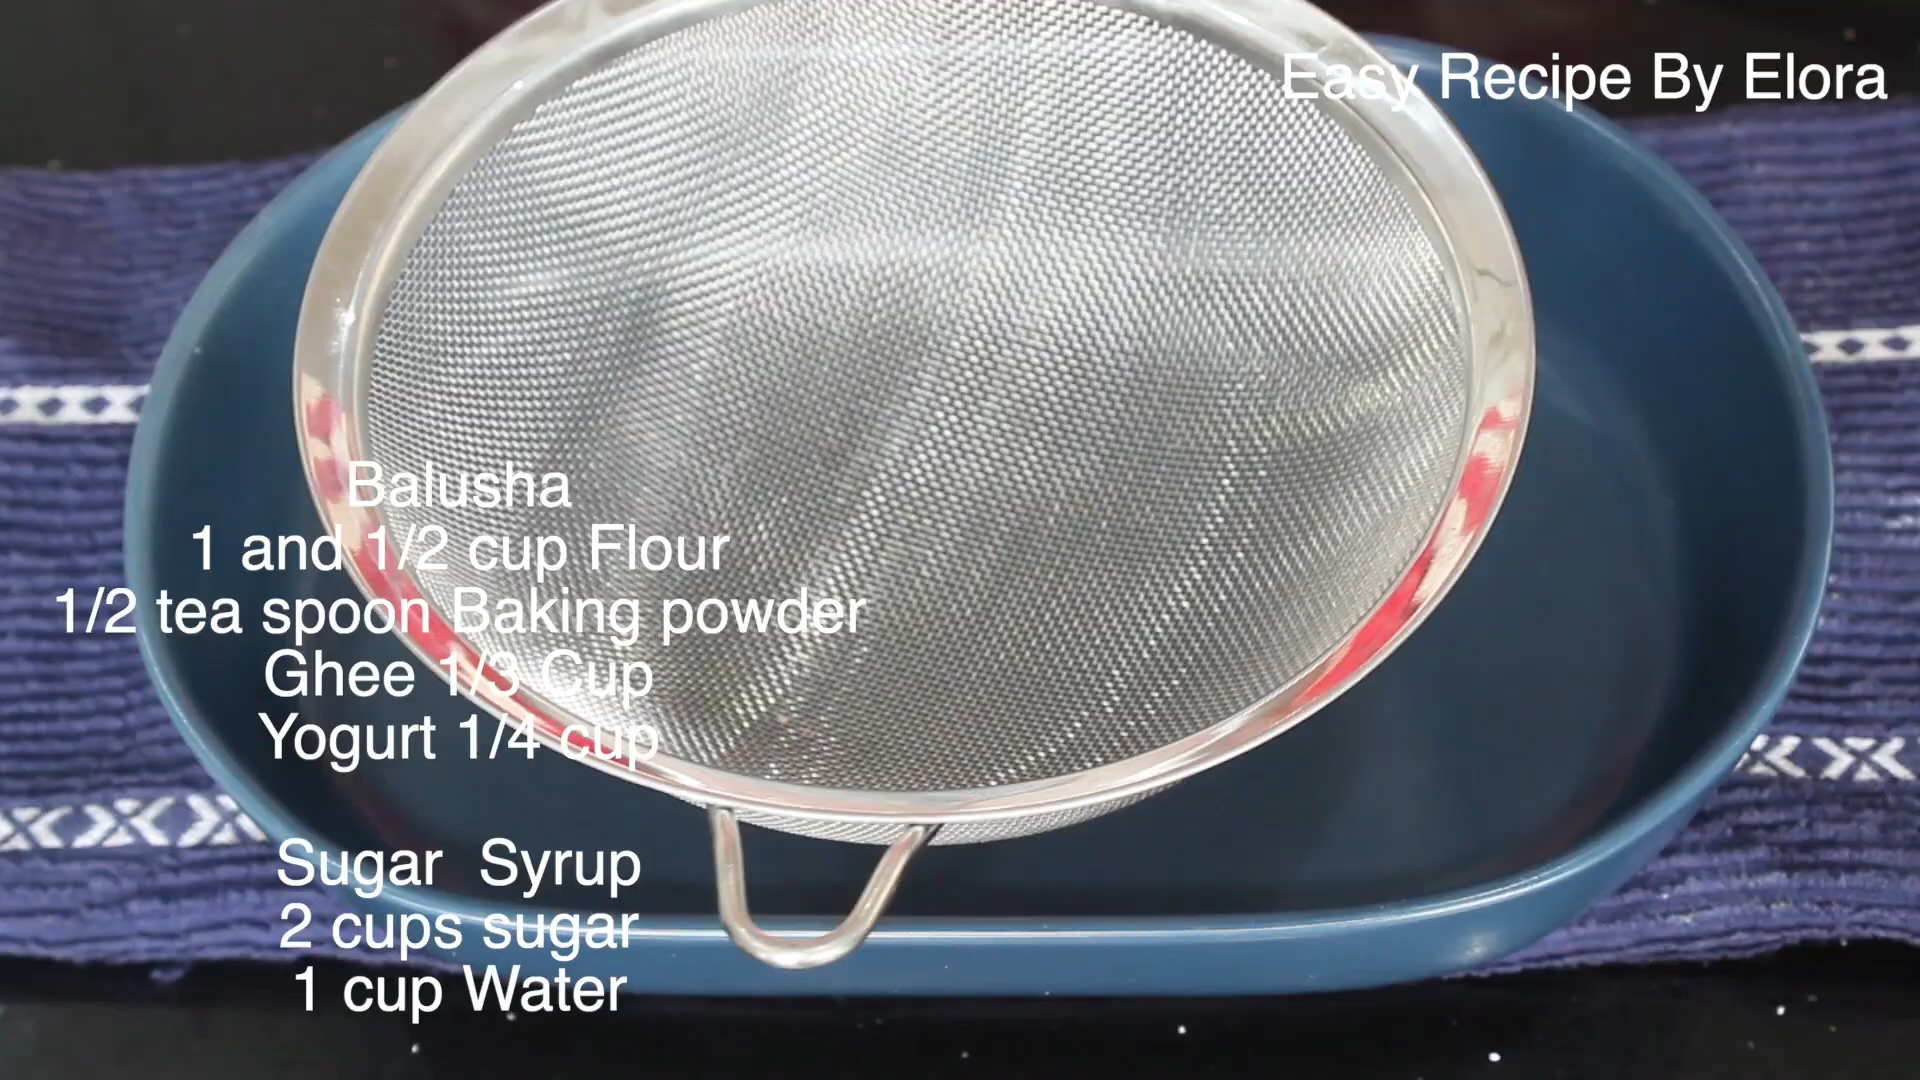 Easy Recipe By Elora
Balusha
1 and 1/2 cup Flour
1/2 tea spoon Baking powder
Ghee 1/3 Cup
Yogurt 1/4 cup
Sugar  Syrup
2 cups sugar
1 cup Water